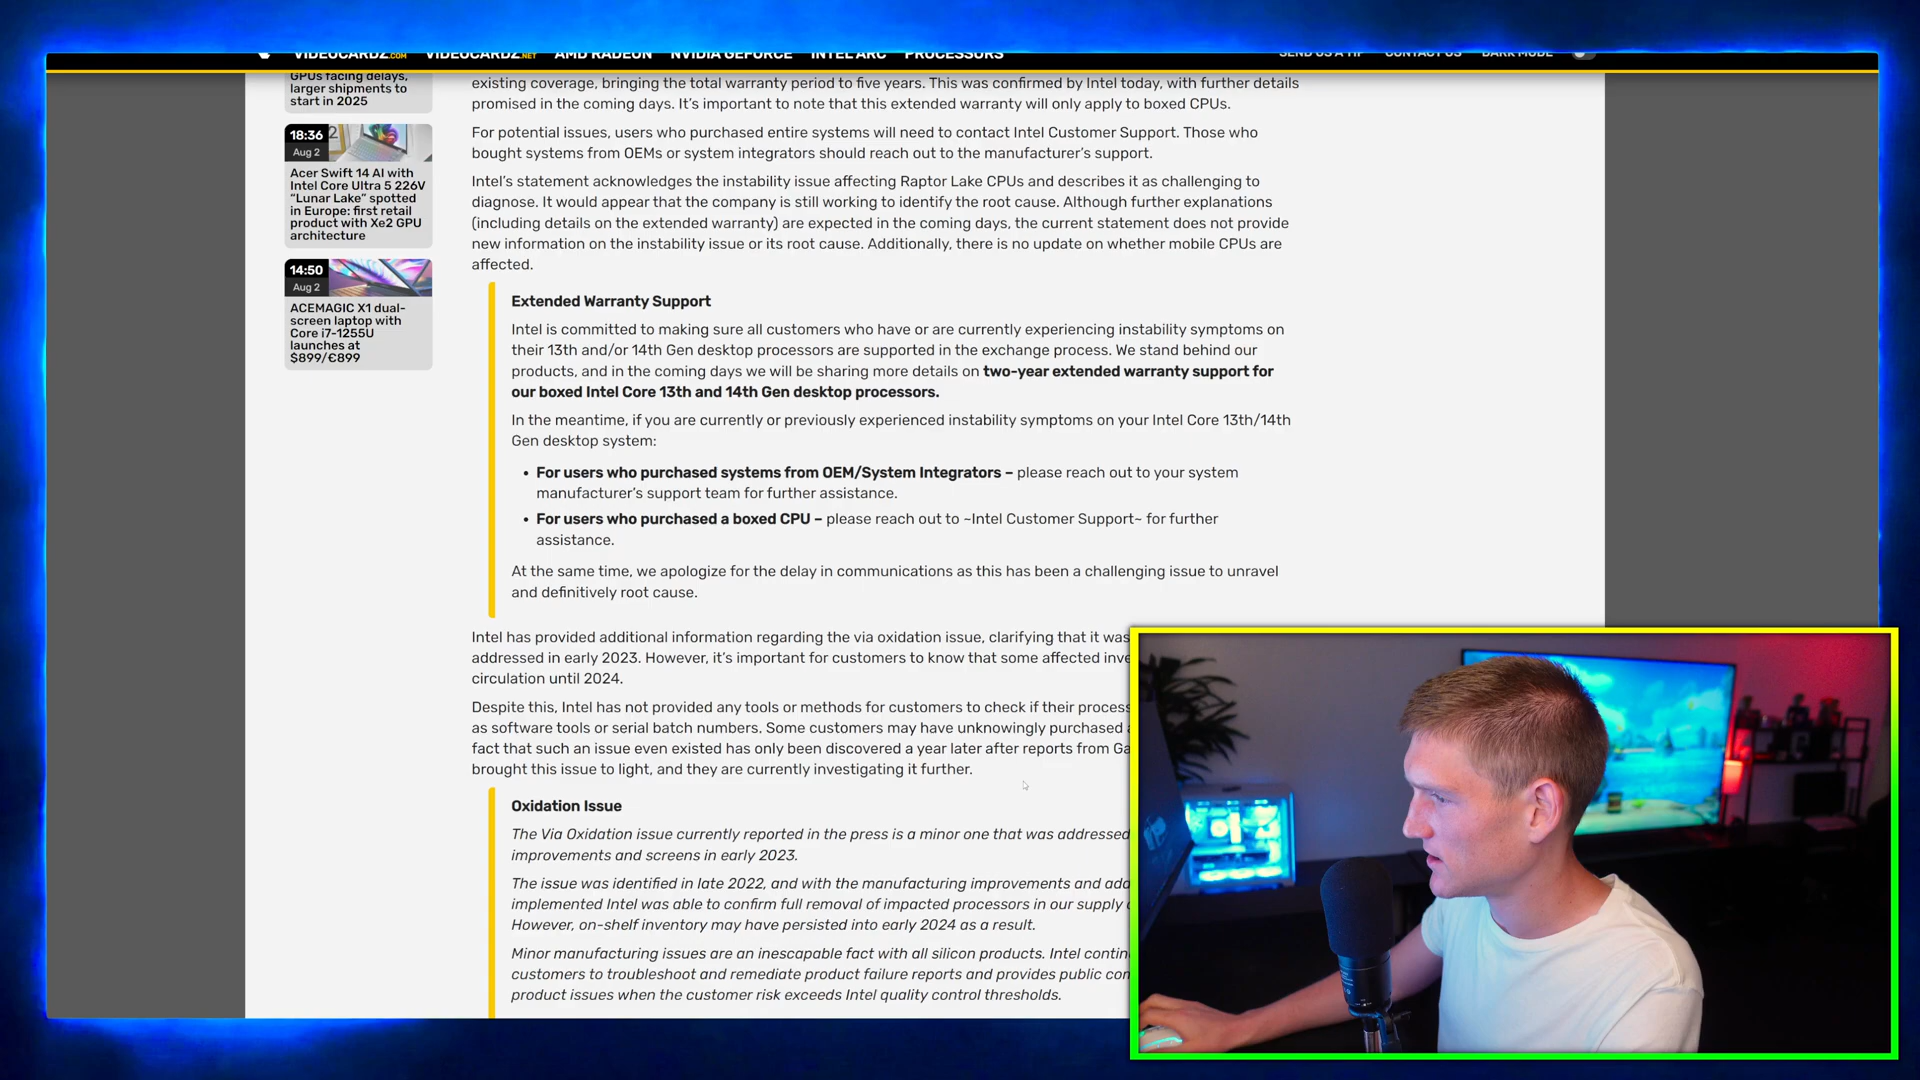 VIDEOCARDZ.COM VIDEOCARDZ.NET AMD RADEON NVIDIA GEFORCE INTEL ARC PROCESSORS SEND US A TIP CONTACT US DARK MODE
GPUs facing delays,
larger shipments to
start in 2025
18:36
Aug 2
Acer Swift 14 AI with
Intel Core Ultra 5 226V
“Lunar Lake” spotted
in Europe: first retail
product with Xe2 GPU
architecture
14:50
Aug 2
ACEMAGIC X1 dual-
screen laptop with
Core i7-1255U
launches at
$899/€899
existing coverage, bringing the total warranty period to five years. This was confirmed by Intel today, with further details
promised in the coming days. It’s important to note that this extended warranty will only apply to boxed CPUs.
For potential issues, users who purchased entire systems will need to contact Intel Customer Support. Those who
bought systems from OEMs or system integrators should reach out to the manufacturer’s support.
Intel’s statement acknowledges the instability issue affecting Raptor Lake CPUs and describes it as challenging to
diagnose. It would appear that the company is still working to identify the root cause. Although further explanations
(including details on the extended warranty) are expected in the coming days, the current statement does not provide
new information on the instability issue or its root cause. Additionally, there is no update on whether mobile CPUs are
affected.
Extended Warranty Support
Intel is committed to making sure all customers who have or are currently experiencing instability symptoms on
their 13th and/or 14th Gen desktop processors are supported in the exchange process. We stand behind our
products, and in the coming days we will be sharing more details on two-year extended warranty support for
our boxed Intel Core 13th and 14th Gen desktop processors.
In the meantime, if you are currently or previously experienced instability symptoms on your Intel Core 13th/14th
Gen desktop system:
• For users who purchased systems from OEM/System Integrators – please reach out to your system
manufacturer’s support team for further assistance.
• For users who purchased a boxed CPU – please reach out to ~Intel Customer Support~ for further
assistance.
At the same time, we apologize for the delay in communications as this has been a challenging issue to unravel
and definitively root cause.
Intel has provided additional information regarding the via oxidation issue, clarifying that it was
addressed in early 2023. However, it’s important for customers to know that some affected inve
circulation until 2024.
Despite this, Intel has not provided any tools or methods for customers to check if their process
as software tools or serial batch numbers. Some customers may have unknowingly purchased
fact that such an issue even existed has only been discovered a year later after reports from Ga
brought this issue to light, and they are currently investigating it further.
Oxidation Issue
The Via Oxidation issue currently reported in the press is a minor one that was addressed
improvements and screens in early 2023.
The issue was identified in late 2022, and with the manufacturing improvements and add
implemented Intel was able to confirm full removal of impacted processors in our supply
However, on-shelf inventory may have persisted into early 2024 as a result.
Minor manufacturing issues are an inescapable fact with all silicon products. Intel contin
customers to troubleshoot and remediate product failure reports and provides public con
product issues when the customer risk exceeds Intel quality control thresholds.